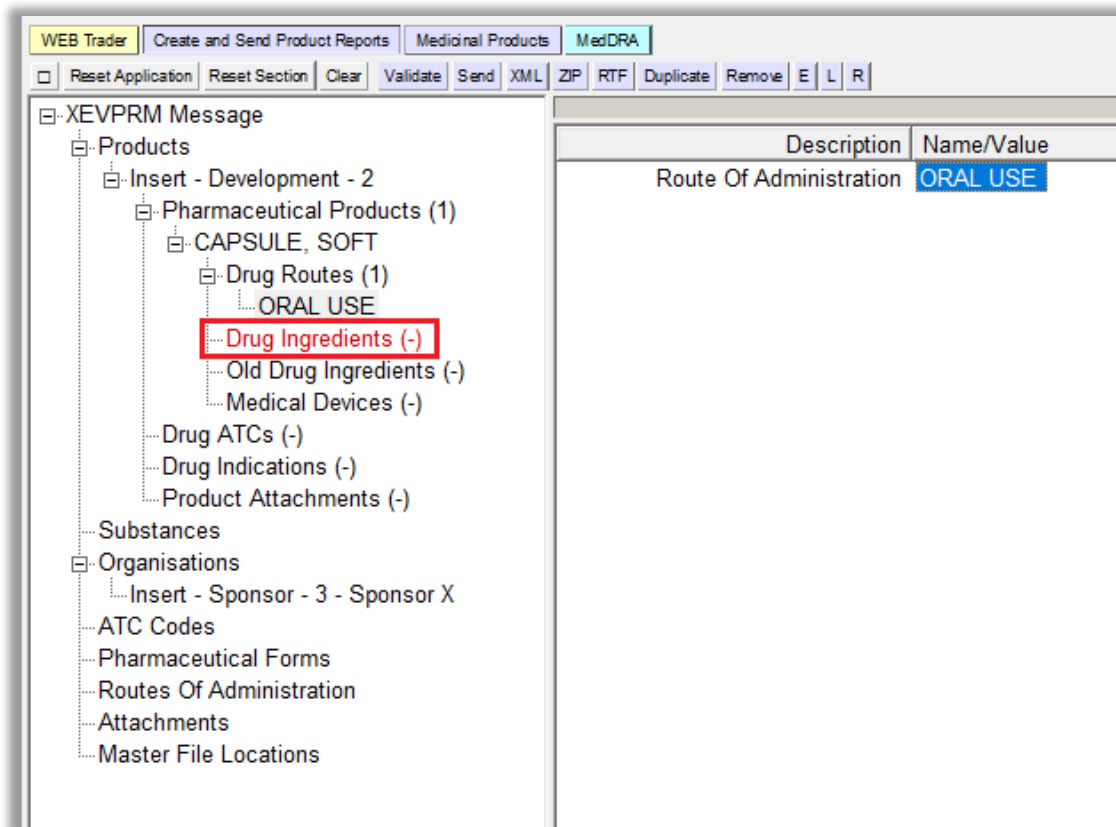 WEB Trader Create and Send Product Reports Medicinal Products MedDRA
Reset Application Reset Section Clear Validate Send XML ZIP RTF Duplicate Remove E L R
XEVPRM Message
Products
Insert - Development - 2
Pharmaceutical Products (1)
CAPSULE, SOFT
Drug Routes (1)
ORAL USE
Drug Ingredients (-)
Old Drug Ingredients (-)
Medical Devices (-)
Drug ATCs (-)
Drug Indications (-)
Product Attachments (-)
Substances
Organisations
Insert - Sponsor - 3 - Sponsor X
ATC Codes
Pharmaceutical Forms
Routes Of Administration
Attachments
Master File Locations
Description Name/Value
Route Of Administration ORAL USE